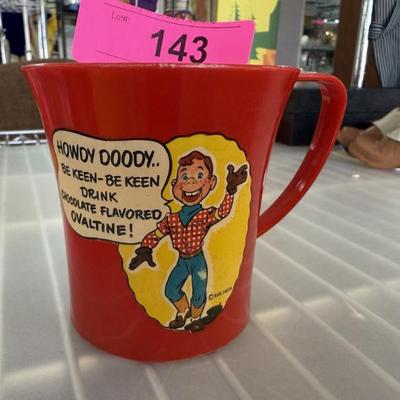 Lot#:
143
HOWDY DOODY..
BE KEEN-BE KEEN
DRINK
CHOCOLATE FLAVORED
OVALTINE!